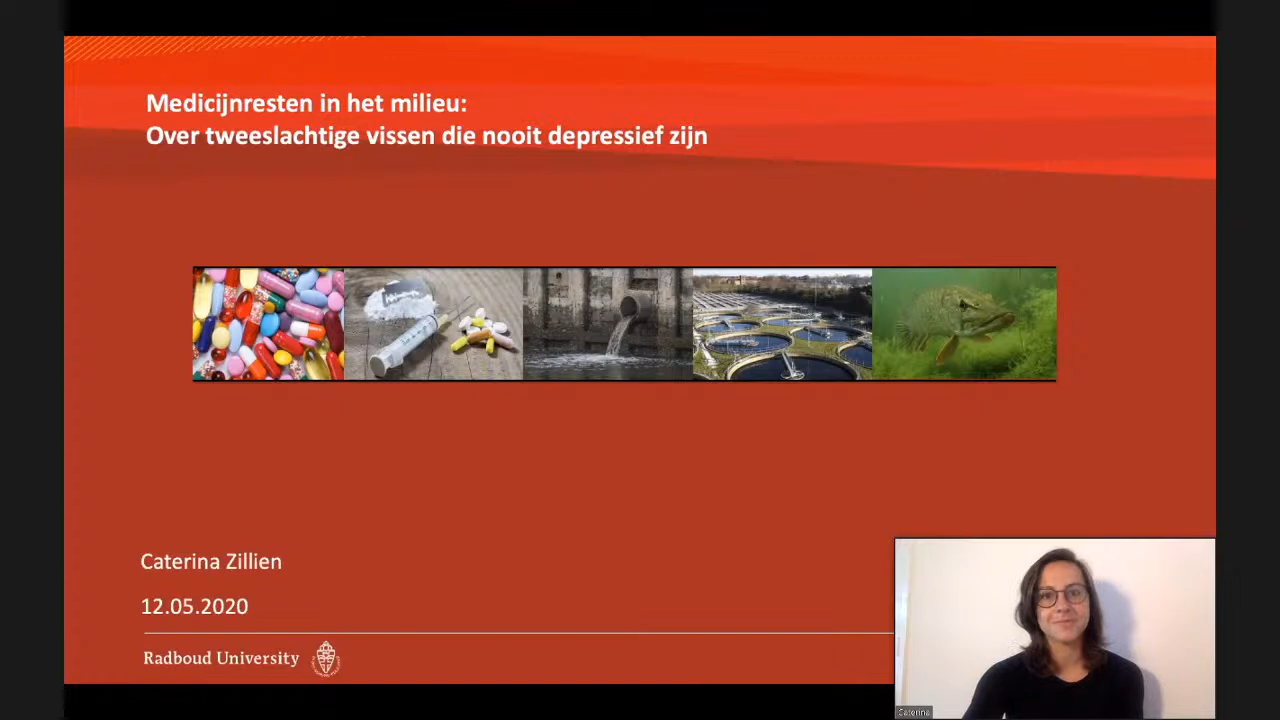 Medicijnresten in het milieu:
Over tweeslachtige vissen die nooit depressief zijn
Caterina Zillien
12.05.2020
Radboud University
Caterina